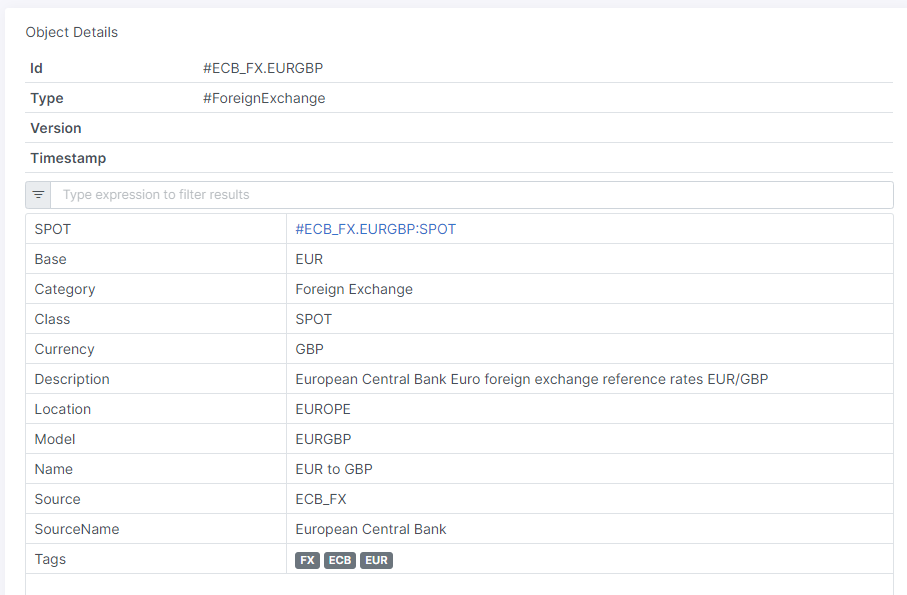 Object Details
Id #ECB_FX.EURGBP
Type #ForeignExchange
Version
Timestamp
Type expression to filter results
SPOT #ECB_FX.EURGBP:SPOT
Base EUR
Category Foreign Exchange
Class SPOT
Currency GBP
Description European Central Bank Euro foreign exchange reference rates EUR/GBP
Location EUROPE
Model EURGBP
Name EUR to GBP
Source ECB_FX
SourceName European Central Bank
Tags FX ECB EUR